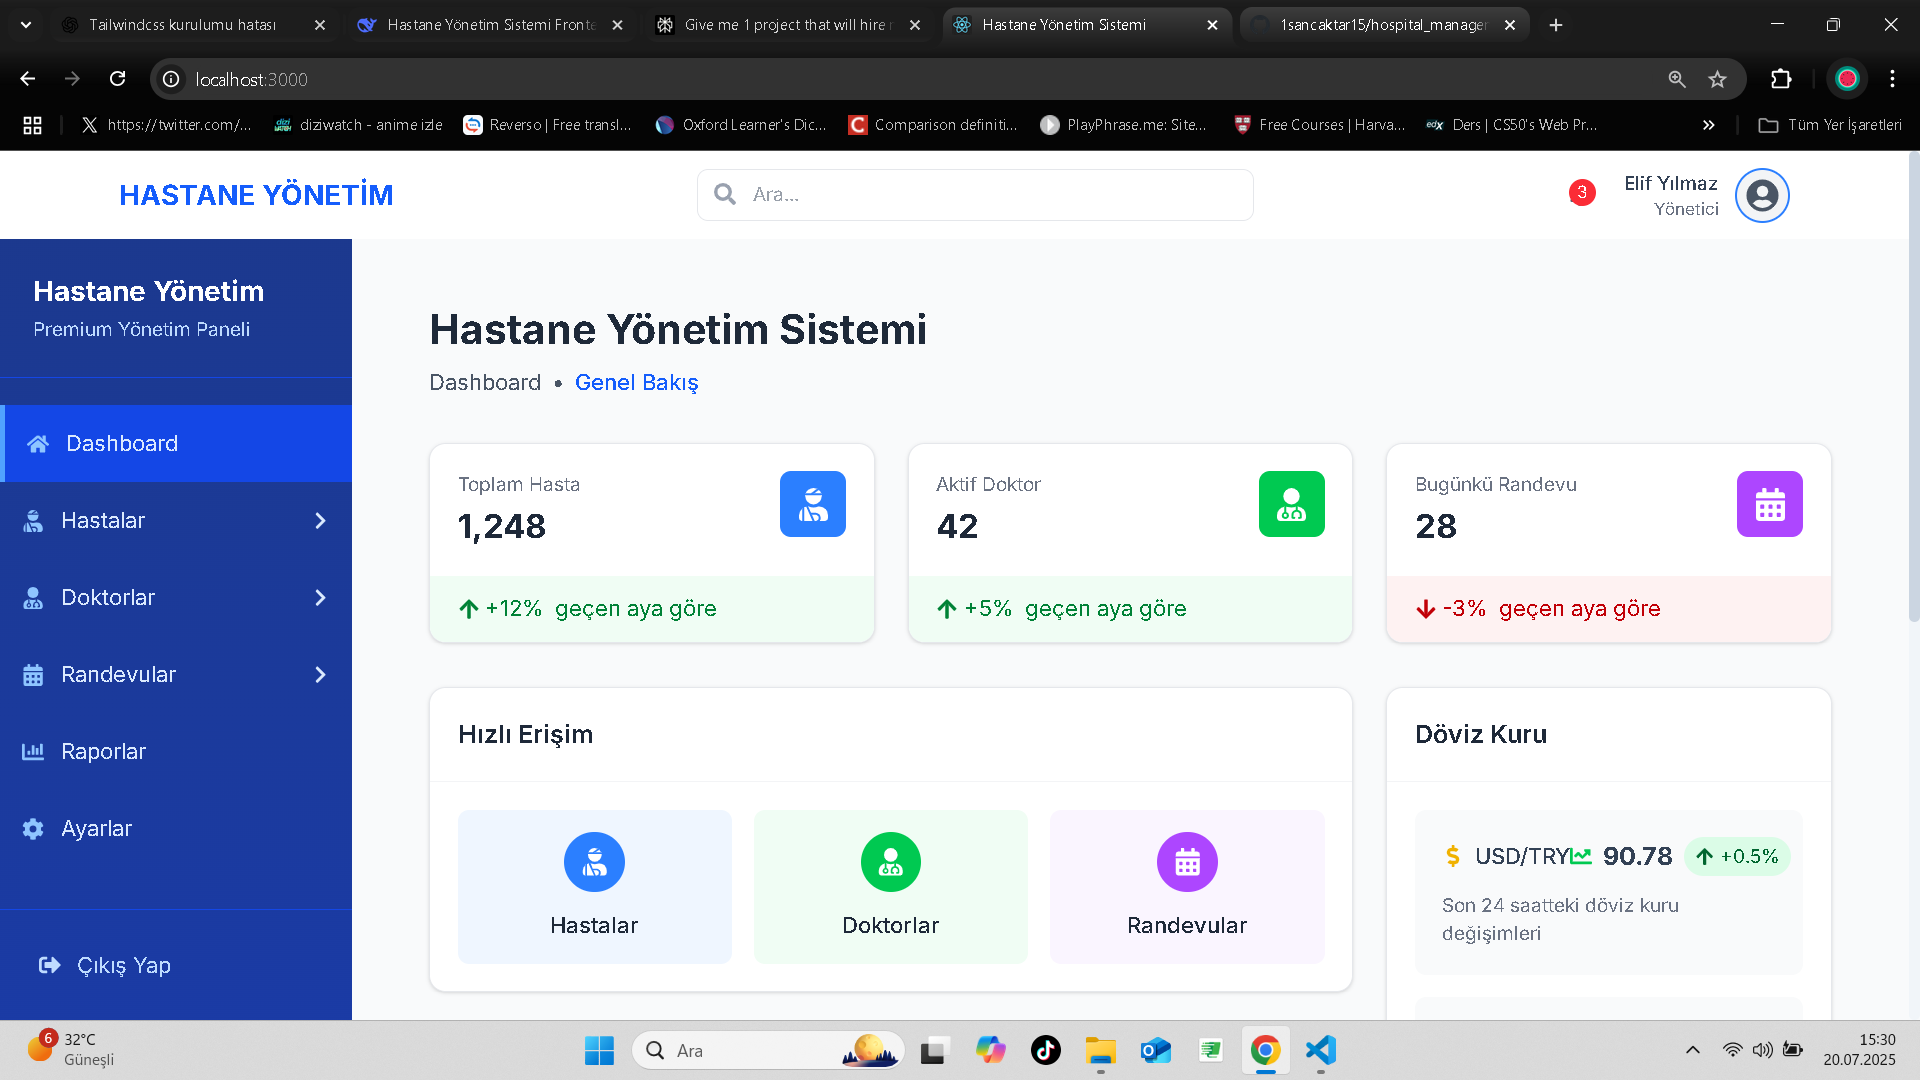 Tailwindcss kurulumu hatası
Hastane Yönetim Sistemi Fronte
Give me 1 project that will hire
Hastane Yönetim Sistemi
1sancaktar15/hospital_manager
localhost:3000
https://twitter.com/...
diziwatch - anime izle
Reverso | Free transl...
Oxford Learner's Dic...
Comparison definiti...
PlayPhrase.me: Site...
Free Courses | Harva...
edX
Ders | CS50's Web Pr...
Tüm Yer İşaretleri
HASTANE YÖNETİM
Ara...
3
Elif Yılmaz
Yönetici
Hastane Yönetim
Premium Yönetim Paneli
Dashboard
Hastalar
Doktorlar
Randevular
Raporlar
Ayarlar
Çıkış Yap
Hastane Yönetim Sistemi
Dashboard • Genel Bakış
Toplam Hasta
1,248
+12% geçen aya göre
Aktif Doktor
42
+5% geçen aya göre
Bugünkü Randevu
28
-3% geçen aya göre
Hızlı Erişim
Hastalar
Doktorlar
Randevular
Döviz Kuru
$ USD/TRY 90.78 +0.5%
Son 24 saatteki döviz kuru
değişimleri
6
32°C
Güneşli
Ara
15:30
20.07.2025